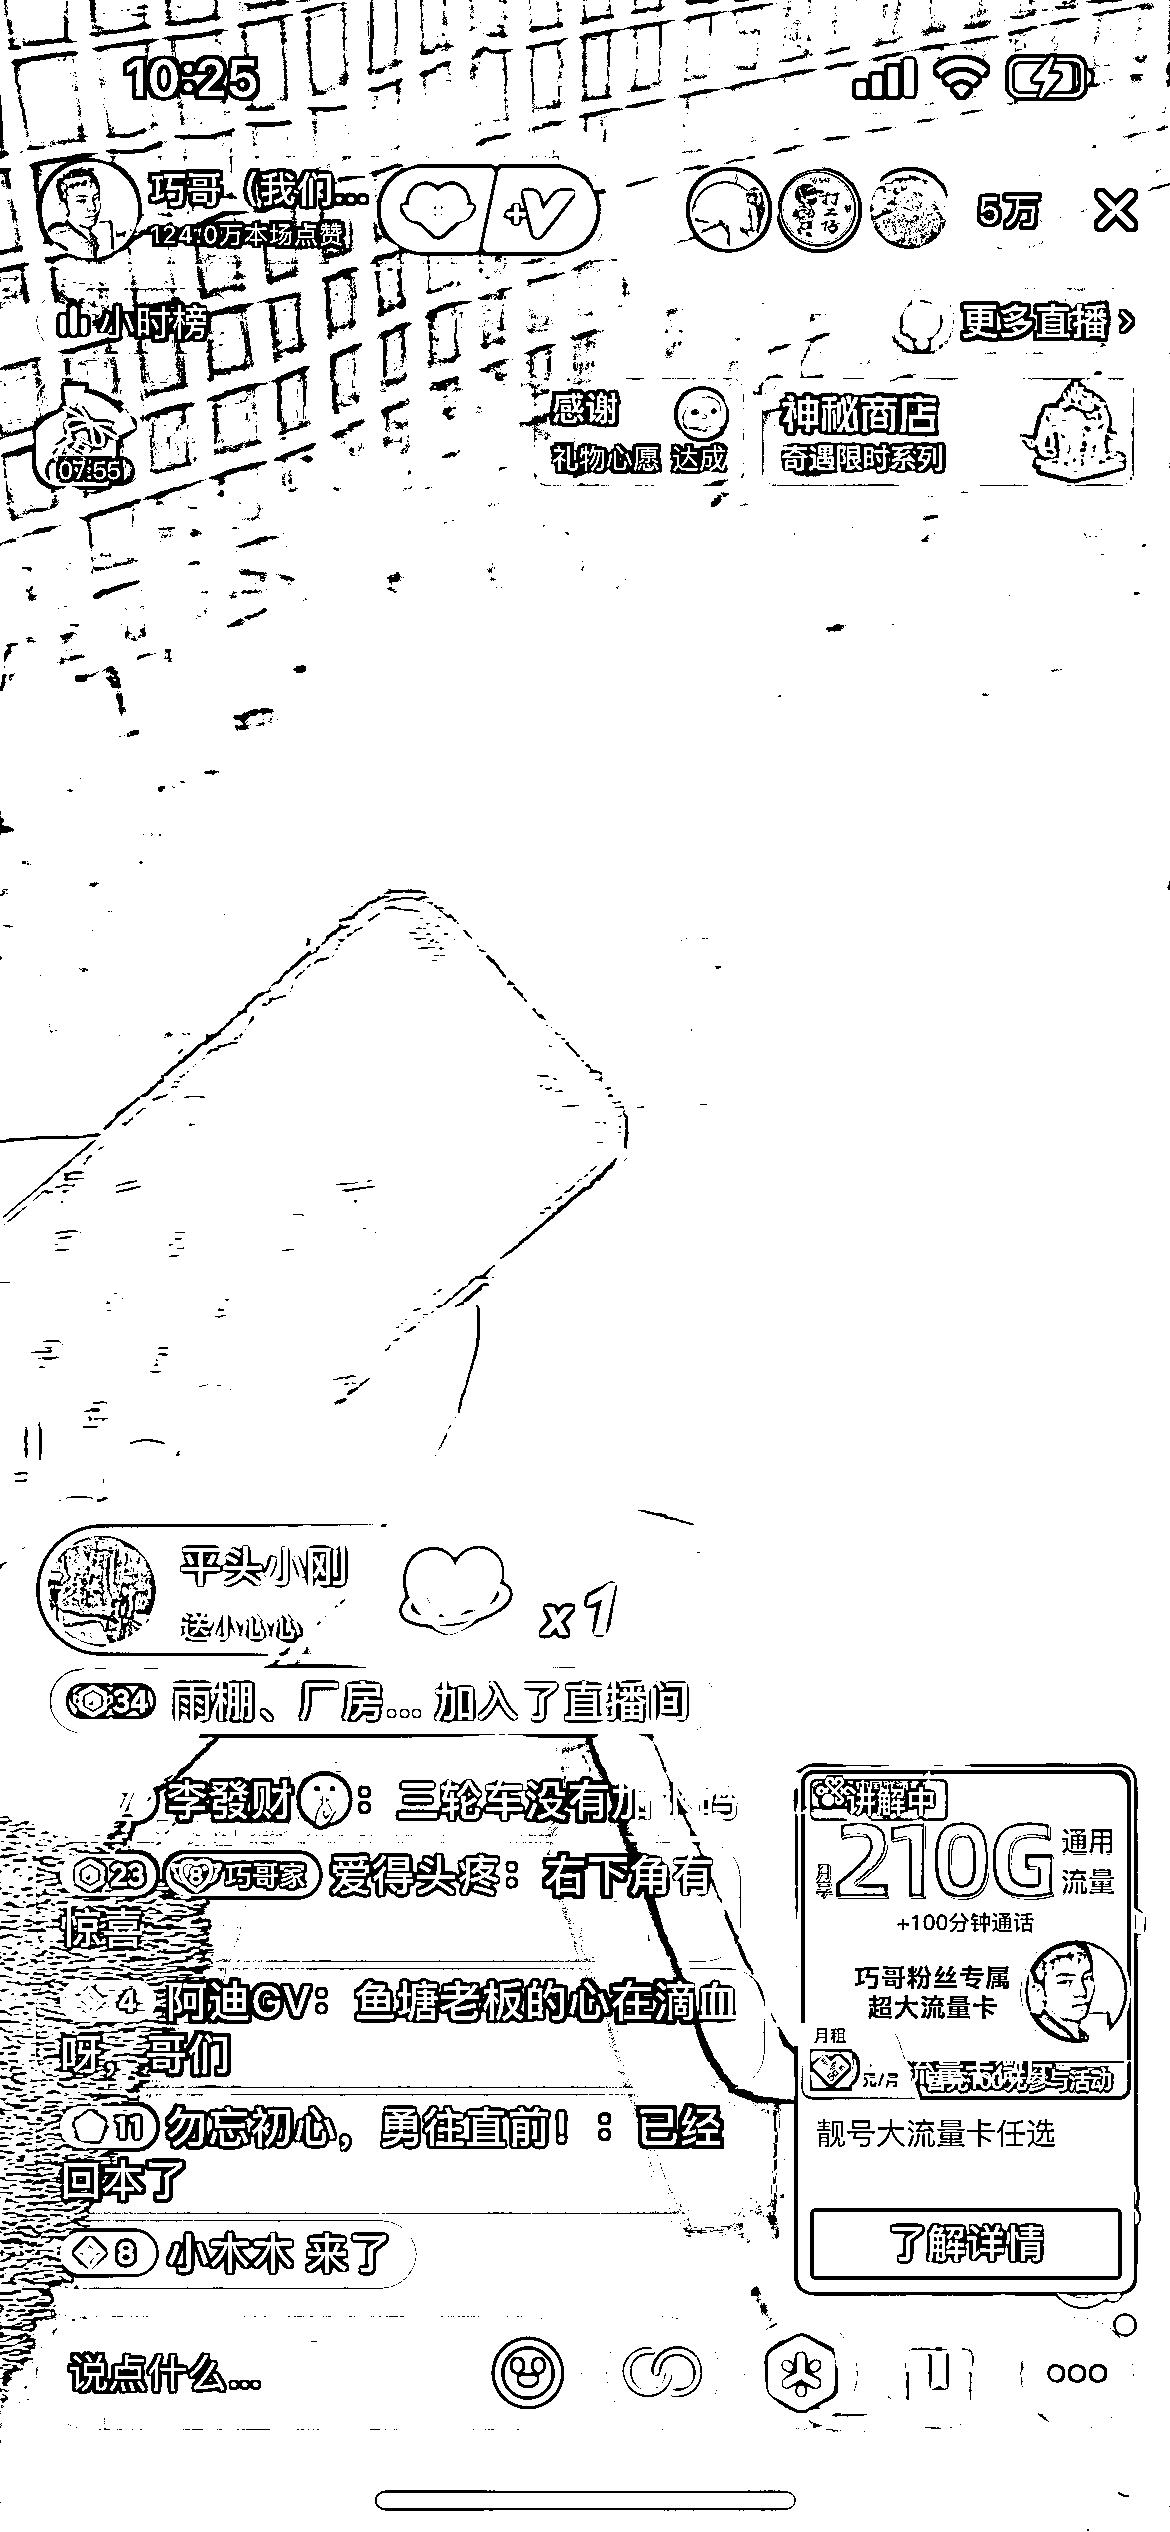 10:25
巧哥（我们...
124.0万本场点赞
5万
小时榜
更多直播
07:55
感谢
礼物心愿 达成
神秘商店
奇遇限时系列
平头小刚
送小心心
x1
34 雨棚、厂房... 加入了直播间
李發财：三轮车没有加
23 8 巧哥家 爱得头疼：右下角有
惊喜
4 阿迪GV：鱼塘老板的心在滴血
呀，哥们
11 勿忘初心，勇往直前！：已经
回本了
8 小木木 来了
讲解中
月享 210G 通用
流量
+100分钟通话
巧哥粉丝专属
超大流量卡
月租
元/月
参与活动
靓号大流量卡任选
了解详情
说点什么...